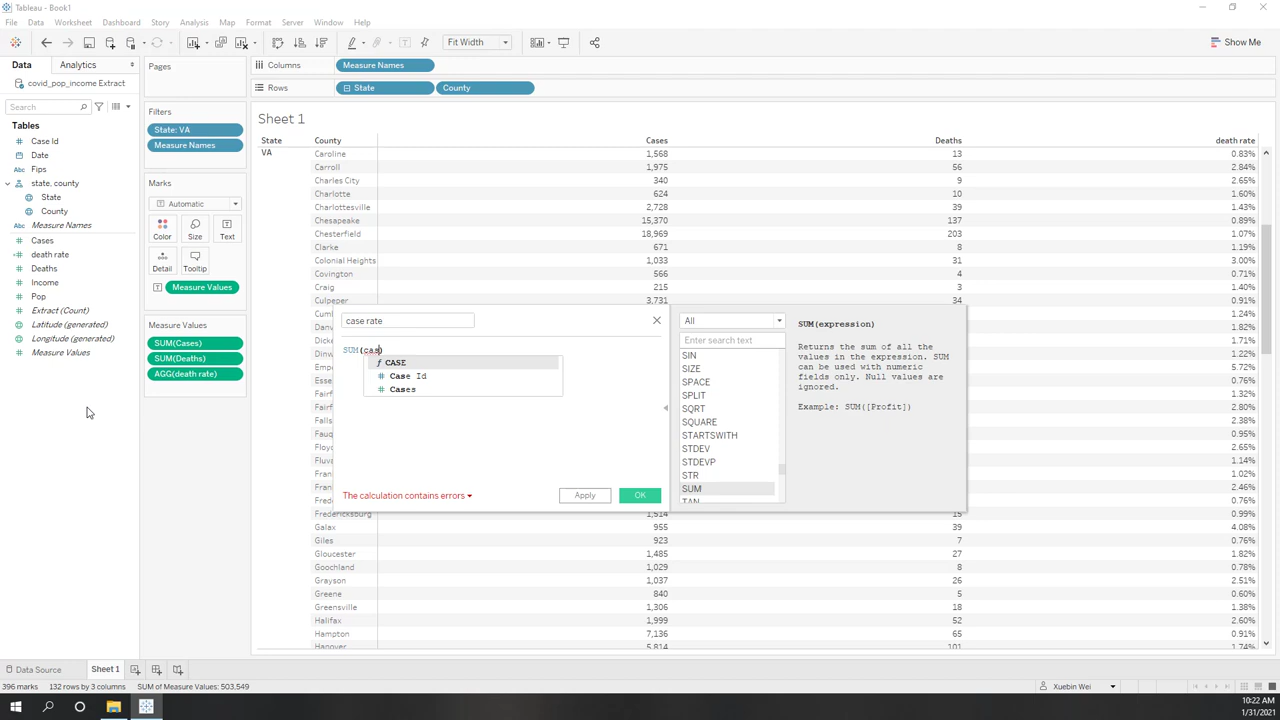 Tableau - Book1
File Data Worksheet Dashboard Story Analysis Map Format Server Window Help
Fit Width
Show Me
Data Analytics
covid_pop_income Extract
Search
Tables
Case Id
Date
Abc Fips
state, county
State
County
Abc Measure Names
Cases
death rate
Deaths
Income
Pop
Extract (Count)
Latitude (generated)
Longitude (generated)
Measure Values
Pages
Filters
State: VA
Measure Names
Marks
Automatic
Color Size Text
Detail Tooltip
Measure Values
Measure Values
SUM(Cases)
SUM(Deaths)
AGG(death rate)
Columns Measure Names
Rows State County
Sheet 1
State County Cases Deaths death rate
VA Caroline 1,568 13 0.83%
Carroll 1,975 56 2.84%
Charles City 340 9 2.65%
Charlotte 624 10 1.60%
Charlottesville 2,728 39 1.43%
Chesapeake 15,370 137 0.89%
Chesterfield 18,969 203 1.07%
Clarke 671 8 1.19%
Colonial Heights 1,033 31 3.00%
Covington 566 4 0.71%
Craig 215 3 1.40%
Culpeper 3,731 34 0.91%
1.24%
1.71%
1.72%
1.22%
5.72%
0.76%
1.32%
2.80%
2.38%
0.95%
2.65%
1.14%
1.02%
2.46%
0.76%
Fredericksburg 1,514 15 0.99%
Galax 955 39 4.08%
Giles 923 7 0.76%
Gloucester 1,485 27 1.82%
Goochland 1,029 8 0.78%
Grayson 1,037 26 2.51%
Greene 840 5 0.60%
Greensville 1,306 18 1.38%
Halifax 1,999 52 2.60%
Hampton 7,136 65 0.91%
Hanover 5,814 101 1.74%
case rate
SUM(cas)
CASE
Case Id
Cases
The calculation contains errors
Apply OK
All
Enter search text
SIN
SIZE
SPACE
SPLIT
SQRT
SQUARE
STARTSWITH
STDEV
STDEVP
STR
SUM
TAN
SUM(expression)
Returns the sum of all the
values in the expression. SUM
can be used with numeric
fields only. Null values are
ignored.
Example: SUM([Profit])
Data Source Sheet 1
396 marks 132 rows by 3 columns SUM of Measure Values: 503,549
Xuebin Wei
10:22 AM
1/31/2021